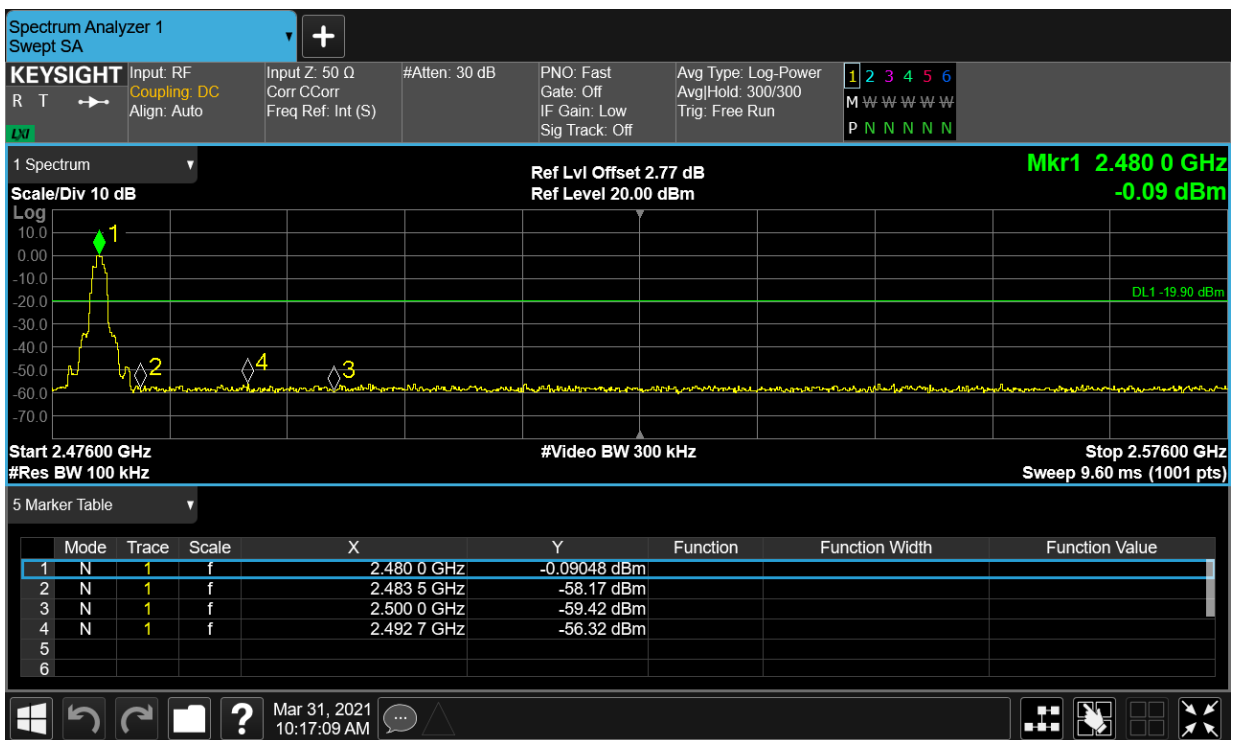 Spectrum Analyzer 1
Swept SA
KEYSIGHT Input: RF Input Z: 50 Ω #Atten: 30 dB PNO: Fast Avg Type: Log-Power 1 2 3 4 5 6
R T Coupling: DC Corr CCorr Gate: Off Avg|Hold: 300/300 M W W W W W
Align: Auto Freq Ref: Int (S) IF Gain: Low Trig: Free Run
LXI Sig Track: Off P N N N N N
1 Spectrum Ref Lvl Offset 2.77 dB Mkr1 2.480 0 GHz
Scale/Div 10 dB Ref Level 20.00 dBm -0.09 dBm
Log
10.0 1
0.00
-10.0
-20.0 DL1 -19.90 dBm
-30.0
-40.0
-50.0 2 4 3
-60.0
-70.0
Start 2.47600 GHz #Video BW 300 kHz Stop 2.57600 GHz
#Res BW 100 kHz Sweep 9.60 ms (1001 pts)
5 Marker Table
Mode Trace Scale X Y Function Function Width Function Value
1 N 1 f 2.480 0 GHz -0.09048 dBm
2 N 1 f 2.483 5 GHz -58.17 dBm
3 N 1 f 2.500 0 GHz -59.42 dBm
4 N 1 f 2.492 7 GHz -56.32 dBm
5
6
? Mar 31, 2021
10:17:09 AM